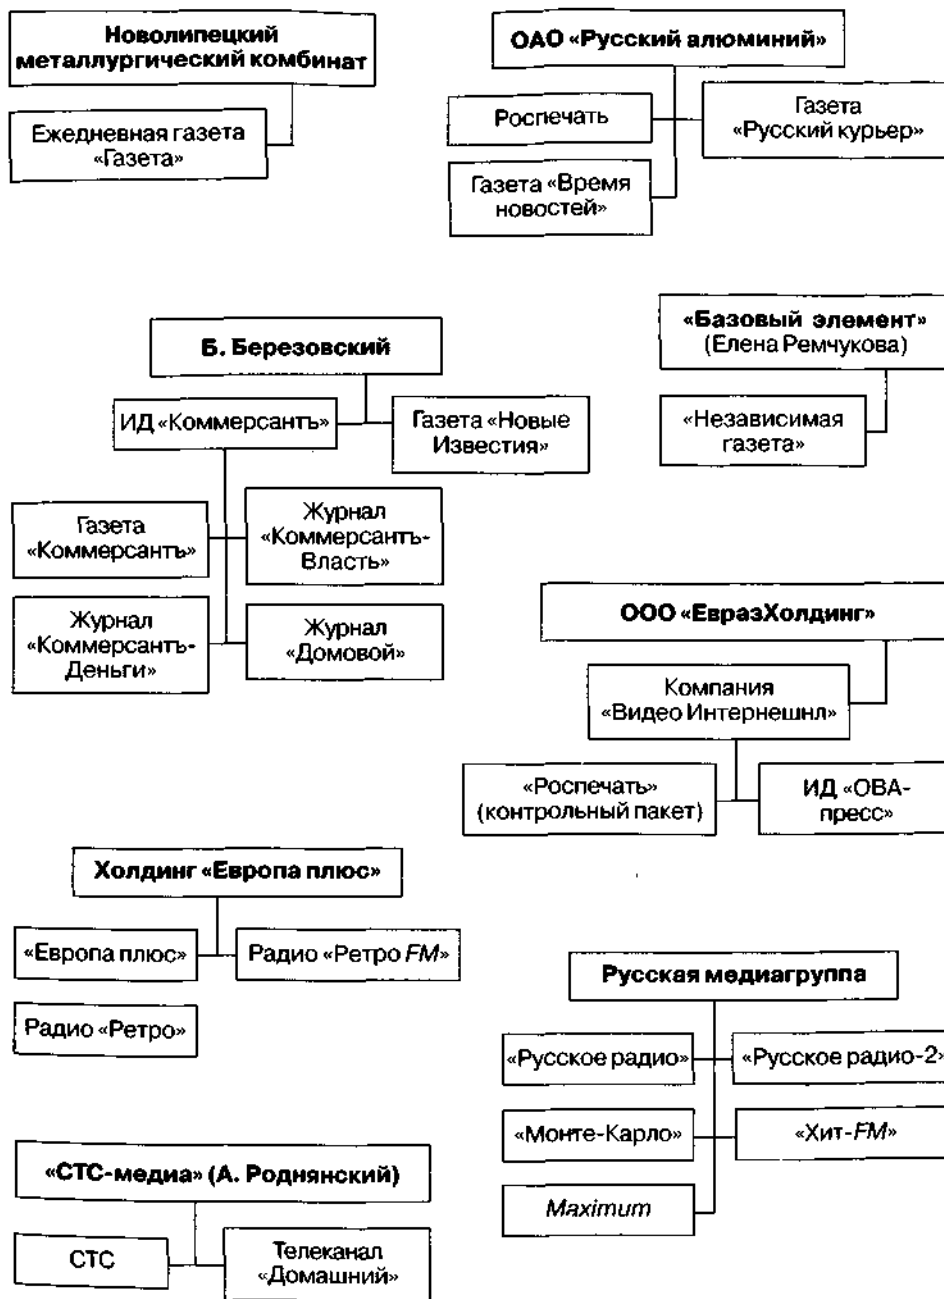 Новолипецкий
металлургический комбинат
Ежедневная газета
«Газета»
ОАО «Русский алюминий»
Роспечать
Газета
«Русский курьер»
Газета «Время
новостей»
Б. Березовский
ИД «Коммерсантъ»
Газета «Новые
Известия»
Газета
«Коммерсантъ»
Журнал
«Коммерсантъ-
Власть»
Журнал
«Коммерсантъ-
Деньги»
Журнал
«Домовой»
«Базовый элемент»
(Елена Ремчукова)
«Независимая
газета»
ООО «ЕвразХолдинг»
Компания
«Видео Интернешнл»
«Роспечать»
(контрольный пакет)
ИД «ОВА-
пресс»
Холдинг «Европа плюс»
«Европа плюс»
Радио «Ретро FM»
Радио «Ретро»
Русская медиагруппа
«Русское радио»
«Русское радио-2»
«Монте-Карло»
«Хит-FM»
Maximum
«СТС-медиа» (А. Роднянский)
СТС
Телеканал
«Домашний»